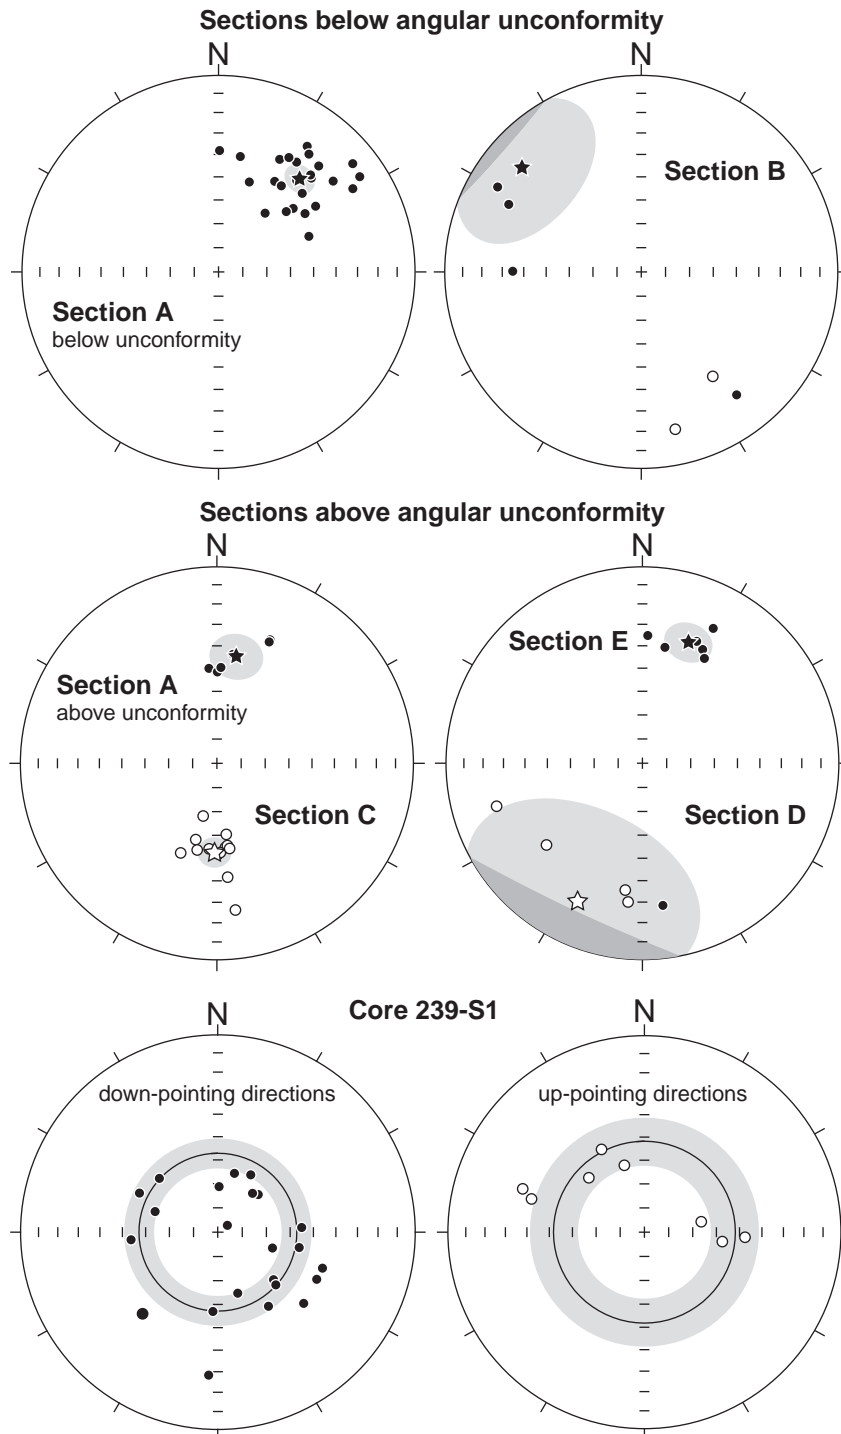 Sections below angular unconformity
N
N
Section B
Section A
below unconformity
Sections above angular unconformity
N
N
Section E
Section A
above unconformity
Section C
Section D
Core 239-S1
N
N
down-pointing directions
up-pointing directions